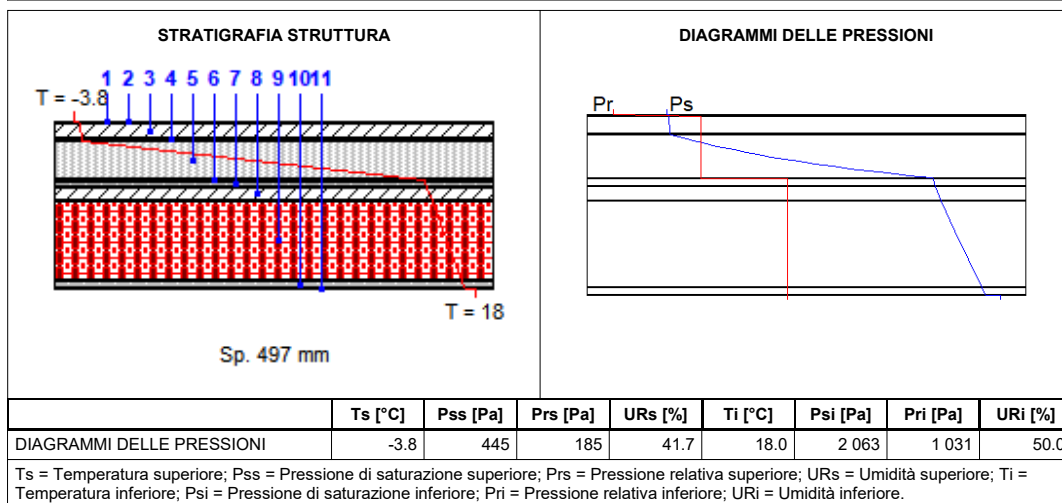 STRATIGRAFIA STRUTTURA
1 2 3 4 5 6 7 8 9 10 11
T = -3.8
T = 18
Sp. 497 mm
DIAGRAMMI DELLE PRESSIONI
Pr Ps
Ts [°C] Pss [Pa] Prs [Pa] URs [%] Ti [°C] Psi [Pa] Pri [Pa] URi [%]
DIAGRAMMI DELLE PRESSIONI -3.8 445 185 41.7 18.0 2 063 1 031 50.0
Ts = Temperatura superiore; Pss = Pressione di saturazione superiore; Prs = Pressione relativa superiore; URs = Umidità superiore; Ti =
Temperatura inferiore; Psi = Pressione di saturazione inferiore; Pri = Pressione relativa inferiore; URi = Umidità inferiore.